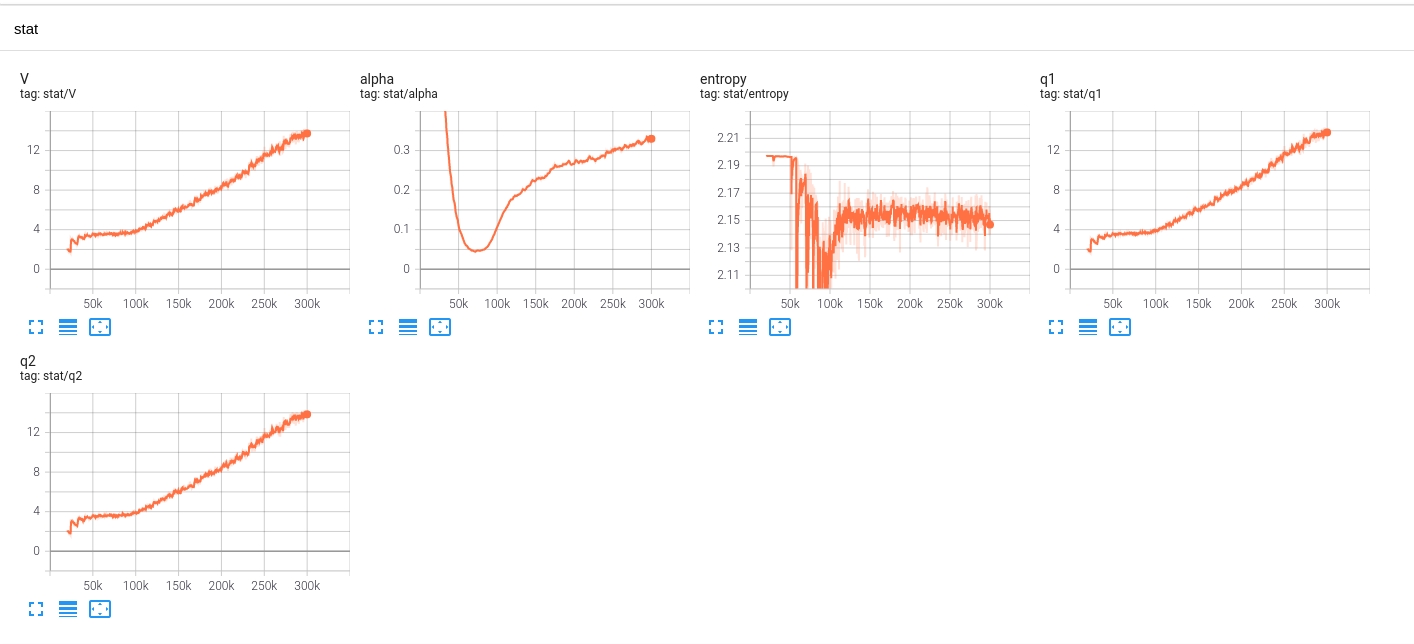 stat
V
tag: stat/V
12
8
4
0
50k 100k 150k 200k 250k 300k
alpha
tag: stat/alpha
0.3
0.2
0.1
0
50k 100k 150k 200k 250k 300k
entropy
tag: stat/entropy
2.21
2.19
2.17
2.15
2.13
2.11
50k 100k 150k 200k 250k 300k
q1
tag: stat/q1
12
8
4
0
50k 100k 150k 200k 250k 300k
q2
tag: stat/q2
12
8
4
0
50k 100k 150k 200k 250k 300k